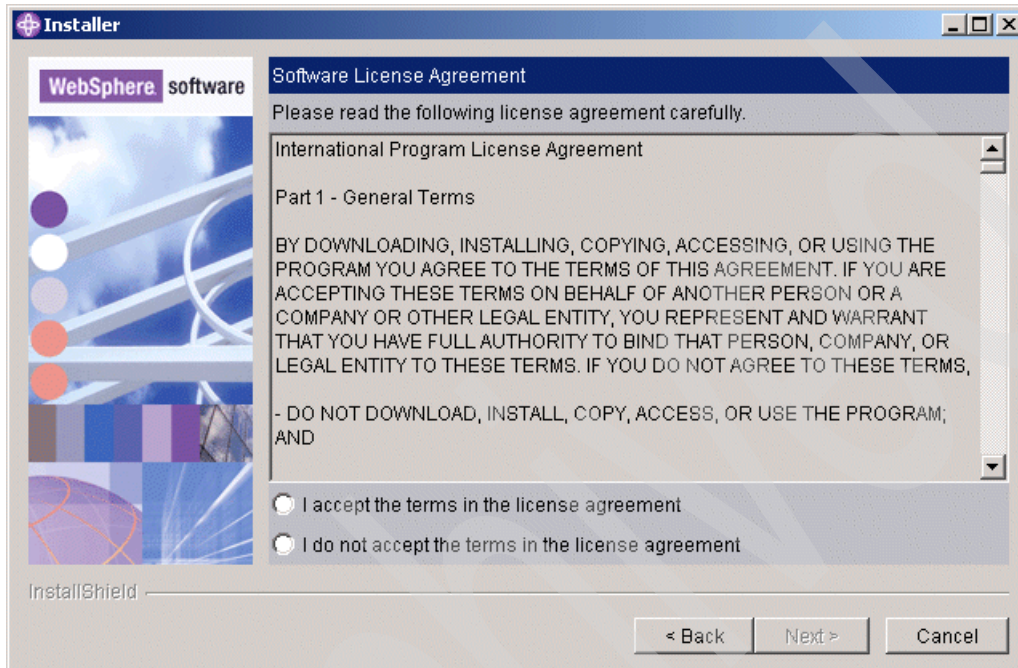 Installer
WebSphere software
Software License Agreement
Please read the following license agreement carefully.
International Program License Agreement
Part 1 - General Terms
BY DOWNLOADING, INSTALLING, COPYING, ACCESSING, OR USING THE
PROGRAM YOU AGREE TO THE TERMS OF THIS AGREEMENT. IF YOU ARE
ACCEPTING THESE TERMS ON BEHALF OF ANOTHER PERSON OR A
COMPANY OR OTHER LEGAL ENTITY, YOU REPRESENT AND WARRANT
THAT YOU HAVE FULL AUTHORITY TO BIND THAT PERSON, COMPANY, OR
LEGAL ENTITY TO THESE TERMS. IF YOU DO NOT AGREE TO THESE TERMS,
- DO NOT DOWNLOAD, INSTALL, COPY, ACCESS, OR USE THE PROGRAM;
AND
I accept the terms in the license agreement
I do not accept the terms in the license agreement
InstallShield
< Back
Next >
Cancel